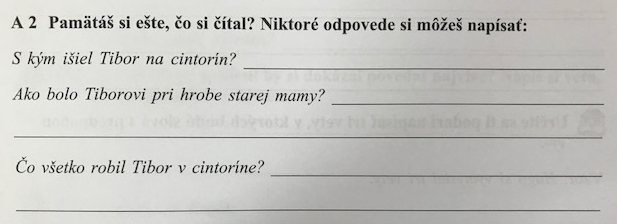 A 2 Pamätáš si ešte, čo si čítal? Niktoré odpovede si môžeš napísať:
S kým išiel Tibor na cintorín?
Ako bolo Tiborovi pri hrobe starej mamy?
Čo všetko robil Tibor v cintoríne?